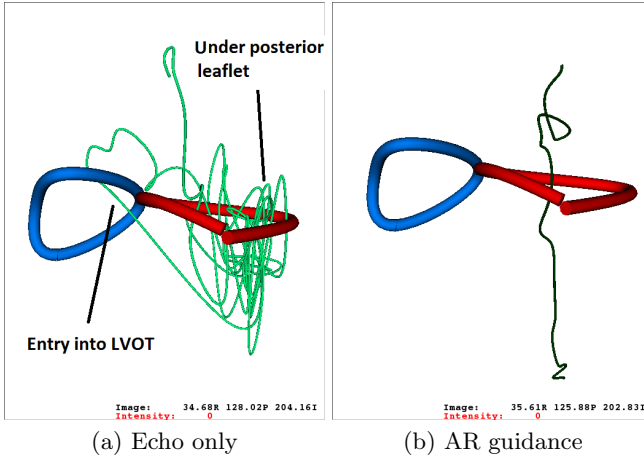 Under posterior
leaflet
Entry into LVOT
Image: 34.68R 128.02P 204.16I
Intensity: 0
Image: 35.61R 125.88P 202.83I
Intensity: 0
(a) Echo only
(b) AR guidance